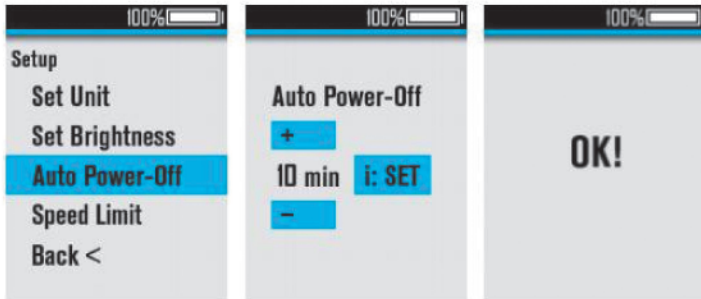 100%
Setup
Set Unit
Set Brightness
Auto Power-Off
Speed Limit
Back <
100%
Auto Power-Off
+
10 min i: SET
−
100%
OK!